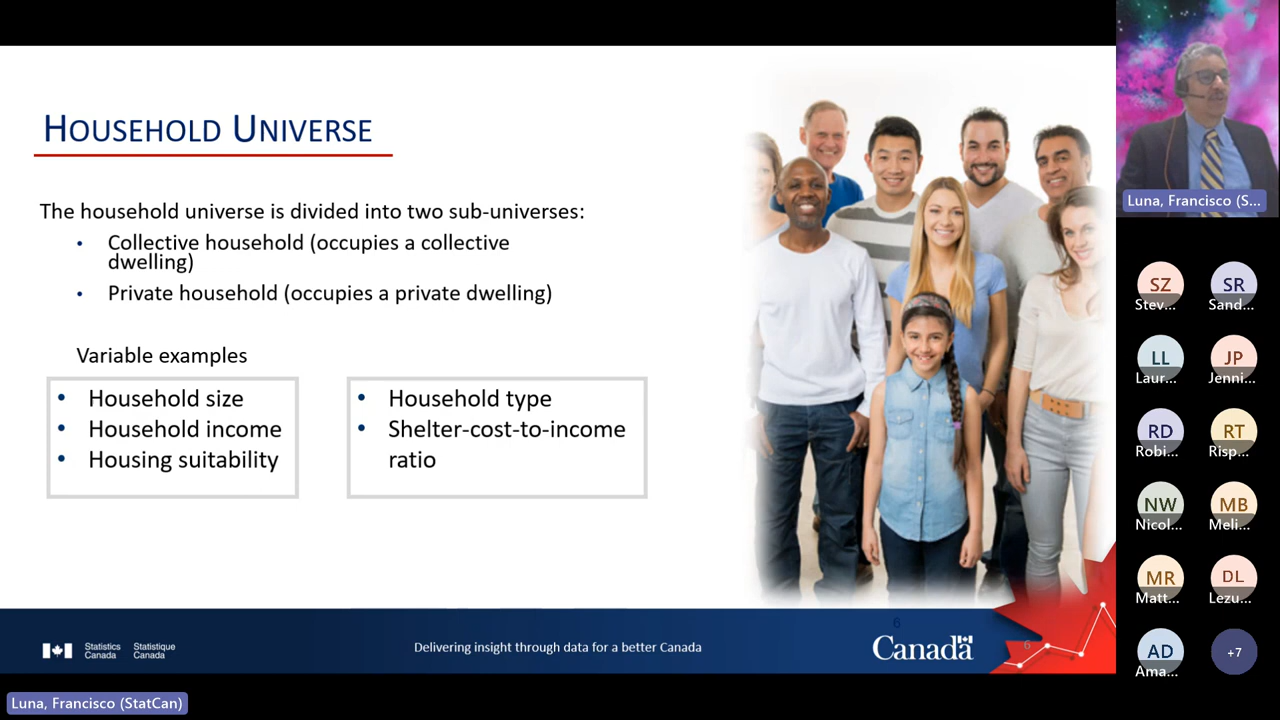 HOUSEHOLD UNIVERSE
The household universe is divided into two sub-universes:
• Collective household (occupies a collective
dwelling)
• Private household (occupies a private dwelling)
Variable examples
• Household size
• Household income
• Housing suitability
• Household type
• Shelter-cost-to-income
ratio
6
Statistics
Canada
Statistique
Canada
Delivering insight through data for a better Canada
Canada
6
Luna, Francisco (StatCan)
Luna, Francisco (S...
SZ
Stev...
SR
Sand...
LL
Laur...
JP
Jenni...
RD
Robi...
RT
Risp...
NW
Nicol...
MB
Meli...
MR
Matt...
DL
Lezu...
AD
Ama...
+7